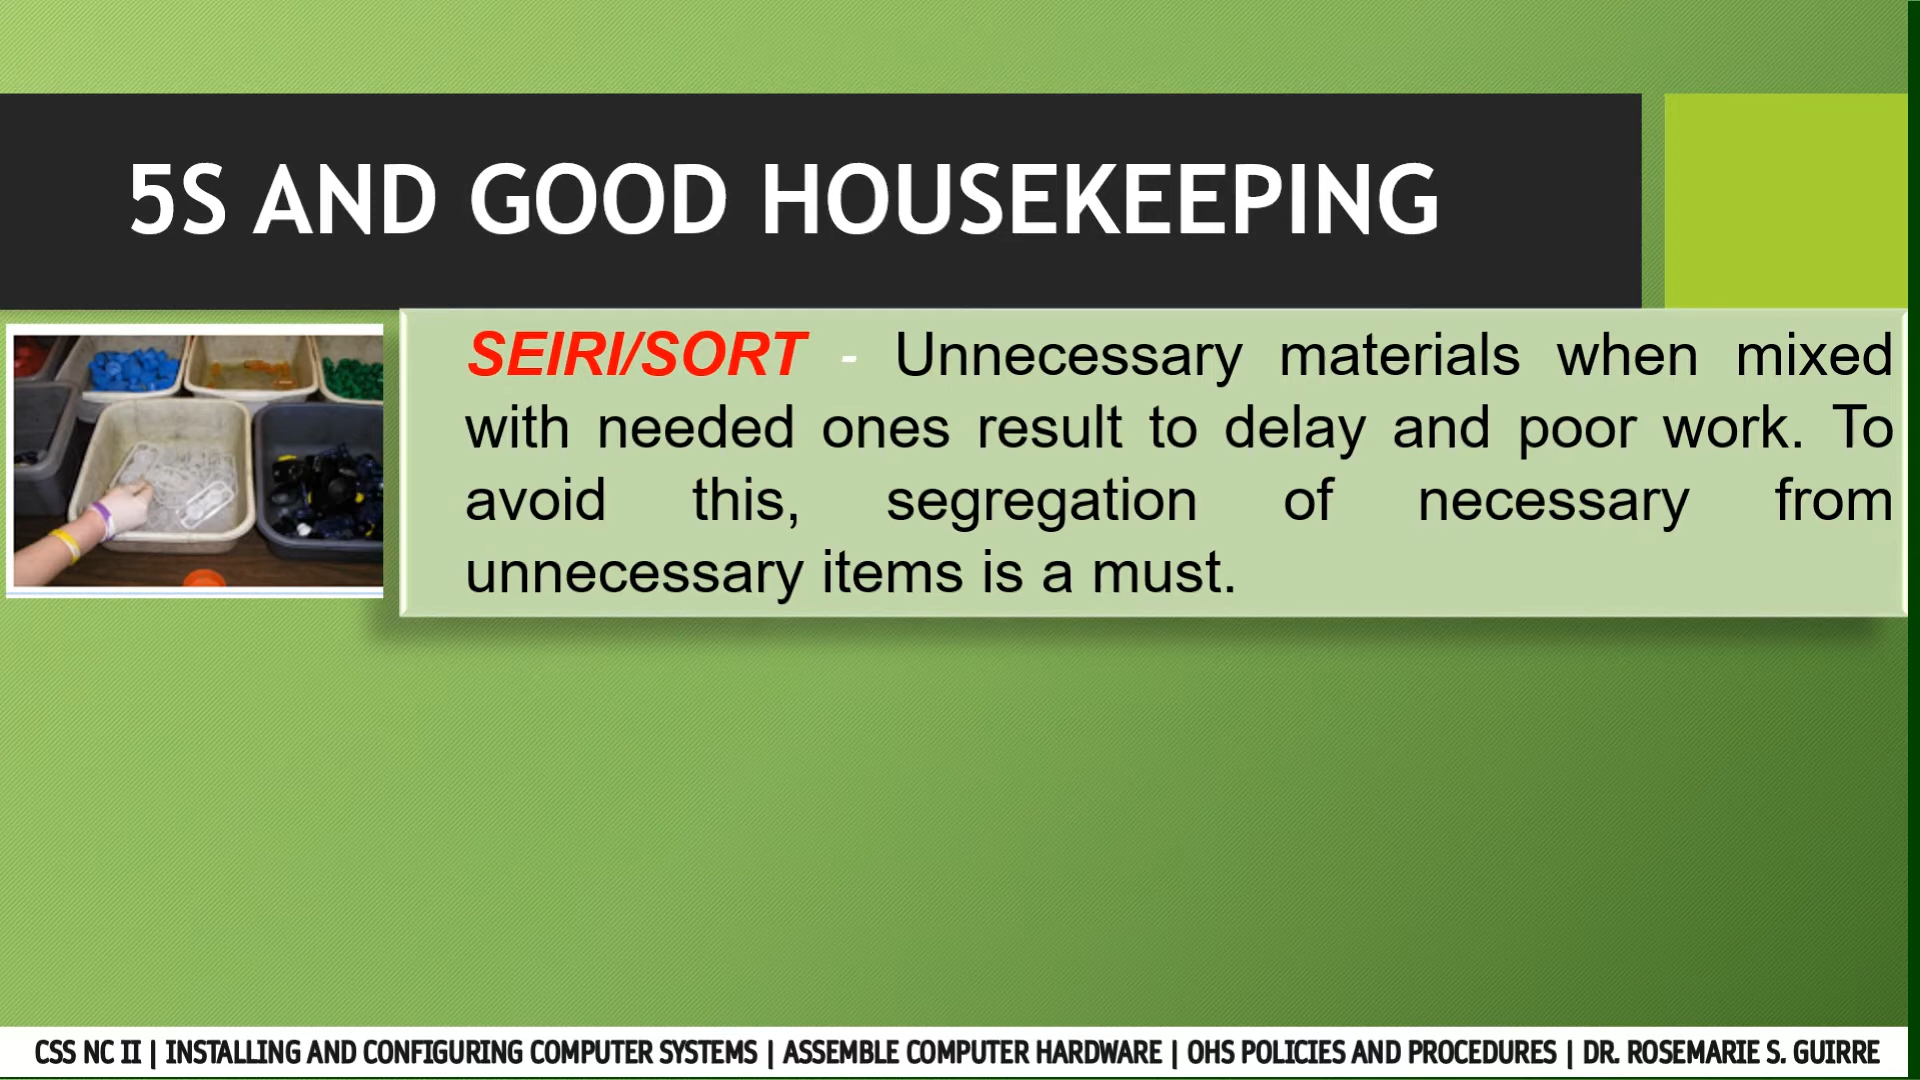 5S AND GOOD HOUSEKEEPING
SEIRI/SORT - Unnecessary materials when mixed
with needed ones result to delay and poor work. To
avoid this, segregation of necessary from
unnecessary items is a must.
CSS NC II | INSTALLING AND CONFIGURING COMPUTER SYSTEMS | ASSEMBLE COMPUTER HARDWARE | OHS POLICIES AND PROCEDURES | DR. ROSEMARIE S. GUIRRE